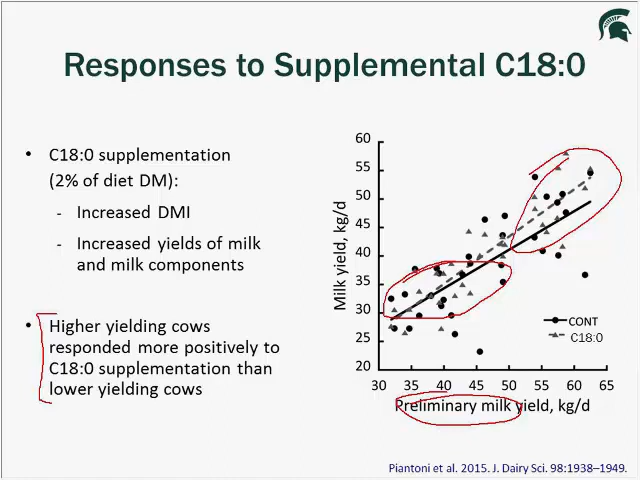 Responses to Supplemental C18:0
• C18:0 supplementation
(2% of diet DM):
- Increased DMI
- Increased yields of milk
and milk components
• Higher yielding cows
responded more positively to
C18:0 supplementation than
lower yielding cows
60
55
50
45
40
35
30
25
20
Milk yield, kg/d
CONT
C18:0
30 35 40 45 50 55 60 65
Preliminary milk yield, kg/d
Piantoni et al. 2015. J. Dairy Sci. 98:1938–1949.